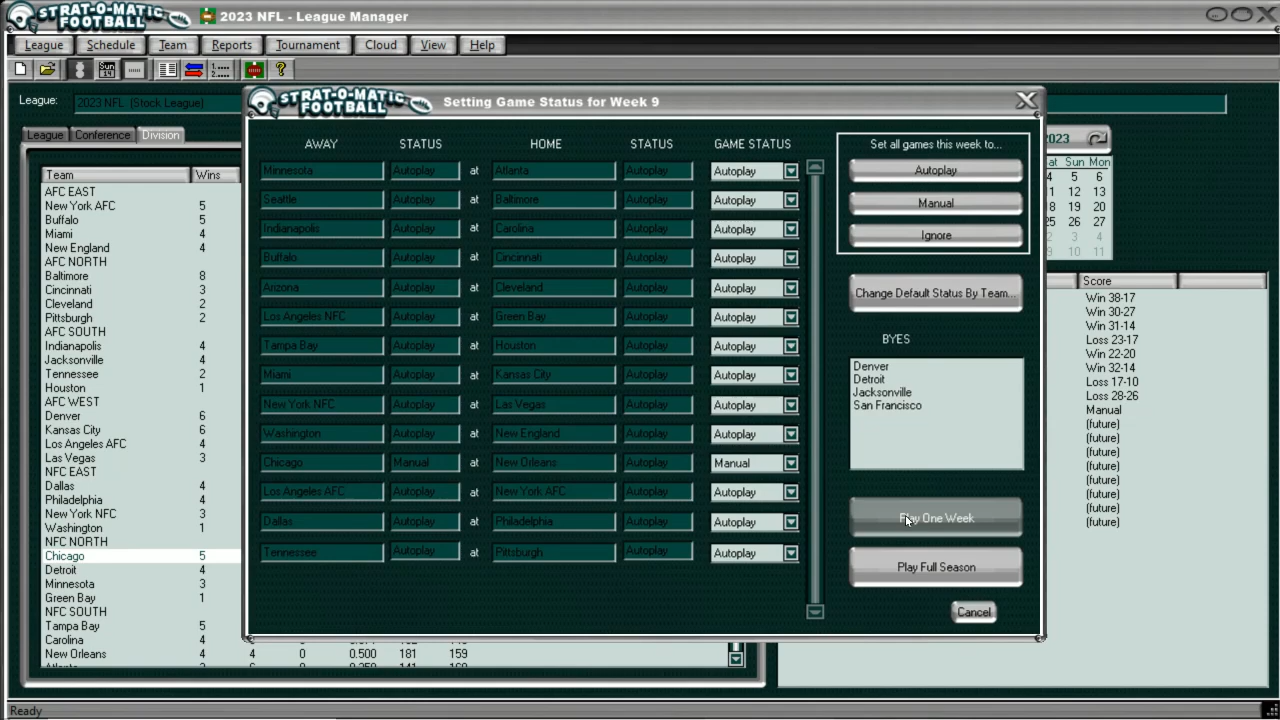 STRAT-O-MATIC FOOTBALL
2023 NFL - League Manager
League Schedule Team Reports Tournament Cloud View Help
League: 2023 NFL (Stock League)
STRAT-O-MATIC FOOTBALL
Setting Game Status for Week 9
League Conference Division
Team Wins
AFC EAST
New York AFC 5
Buffalo 5
Miami 4
New England 4
AFC NORTH
Baltimore 8
Cincinnati 3
Cleveland 2
Pittsburgh 2
AFC SOUTH
Indianapolis 4
Jacksonville 4
Tennessee 2
Houston 1
AFC WEST
Denver 6
Kansas City 6
Los Angeles AFC 4
Las Vegas 3
NFC EAST
Dallas 4
Philadelphia 4
New York NFC 3
Washington 1
NFC NORTH
Chicago 5
Detroit 4
Minnesota 3
Green Bay 1
NFC SOUTH
Tampa Bay 5
Carolina 4
New Orleans 4 4 0 0.500 181 159
AWAY STATUS HOME STATUS GAME STATUS
Minnesota Autoplay at Atlanta Autoplay Autoplay
Seattle Autoplay at Baltimore Autoplay Autoplay
Indianapolis Autoplay at Carolina Autoplay Autoplay
Buffalo Autoplay at Cincinnati Autoplay Autoplay
Arizona Autoplay at Cleveland Autoplay Autoplay
Los Angeles NFC Autoplay at Green Bay Autoplay Autoplay
Tampa Bay Autoplay at Houston Autoplay Autoplay
Miami Autoplay at Kansas City Autoplay Autoplay
New York NFC Autoplay at Las Vegas Autoplay Autoplay
Washington Autoplay at New England Autoplay Autoplay
Chicago Manual at New Orleans Autoplay Manual
Los Angeles AFC Autoplay at New York AFC Autoplay Autoplay
Dallas Autoplay at Philadelphia Autoplay Autoplay
Tennessee Autoplay at Pittsburgh Autoplay Autoplay
Set all games this week to...
Autoplay
Manual
Ignore
Change Default Status By Team...
BYES
Denver
Detroit
Jacksonville
San Francisco
Play One Week
Play Full Season
Cancel
Sun Mon
5 6
12 13
19 20
26 27
3 4
10 11
Score
Win 38-17
Win 30-27
Win 31-14
Loss 23-17
Win 22-20
Win 32-14
Loss 17-10
Loss 28-26
Manual
(future)
(future)
(future)
(future)
(future)
(future)
(future)
(future)
Ready